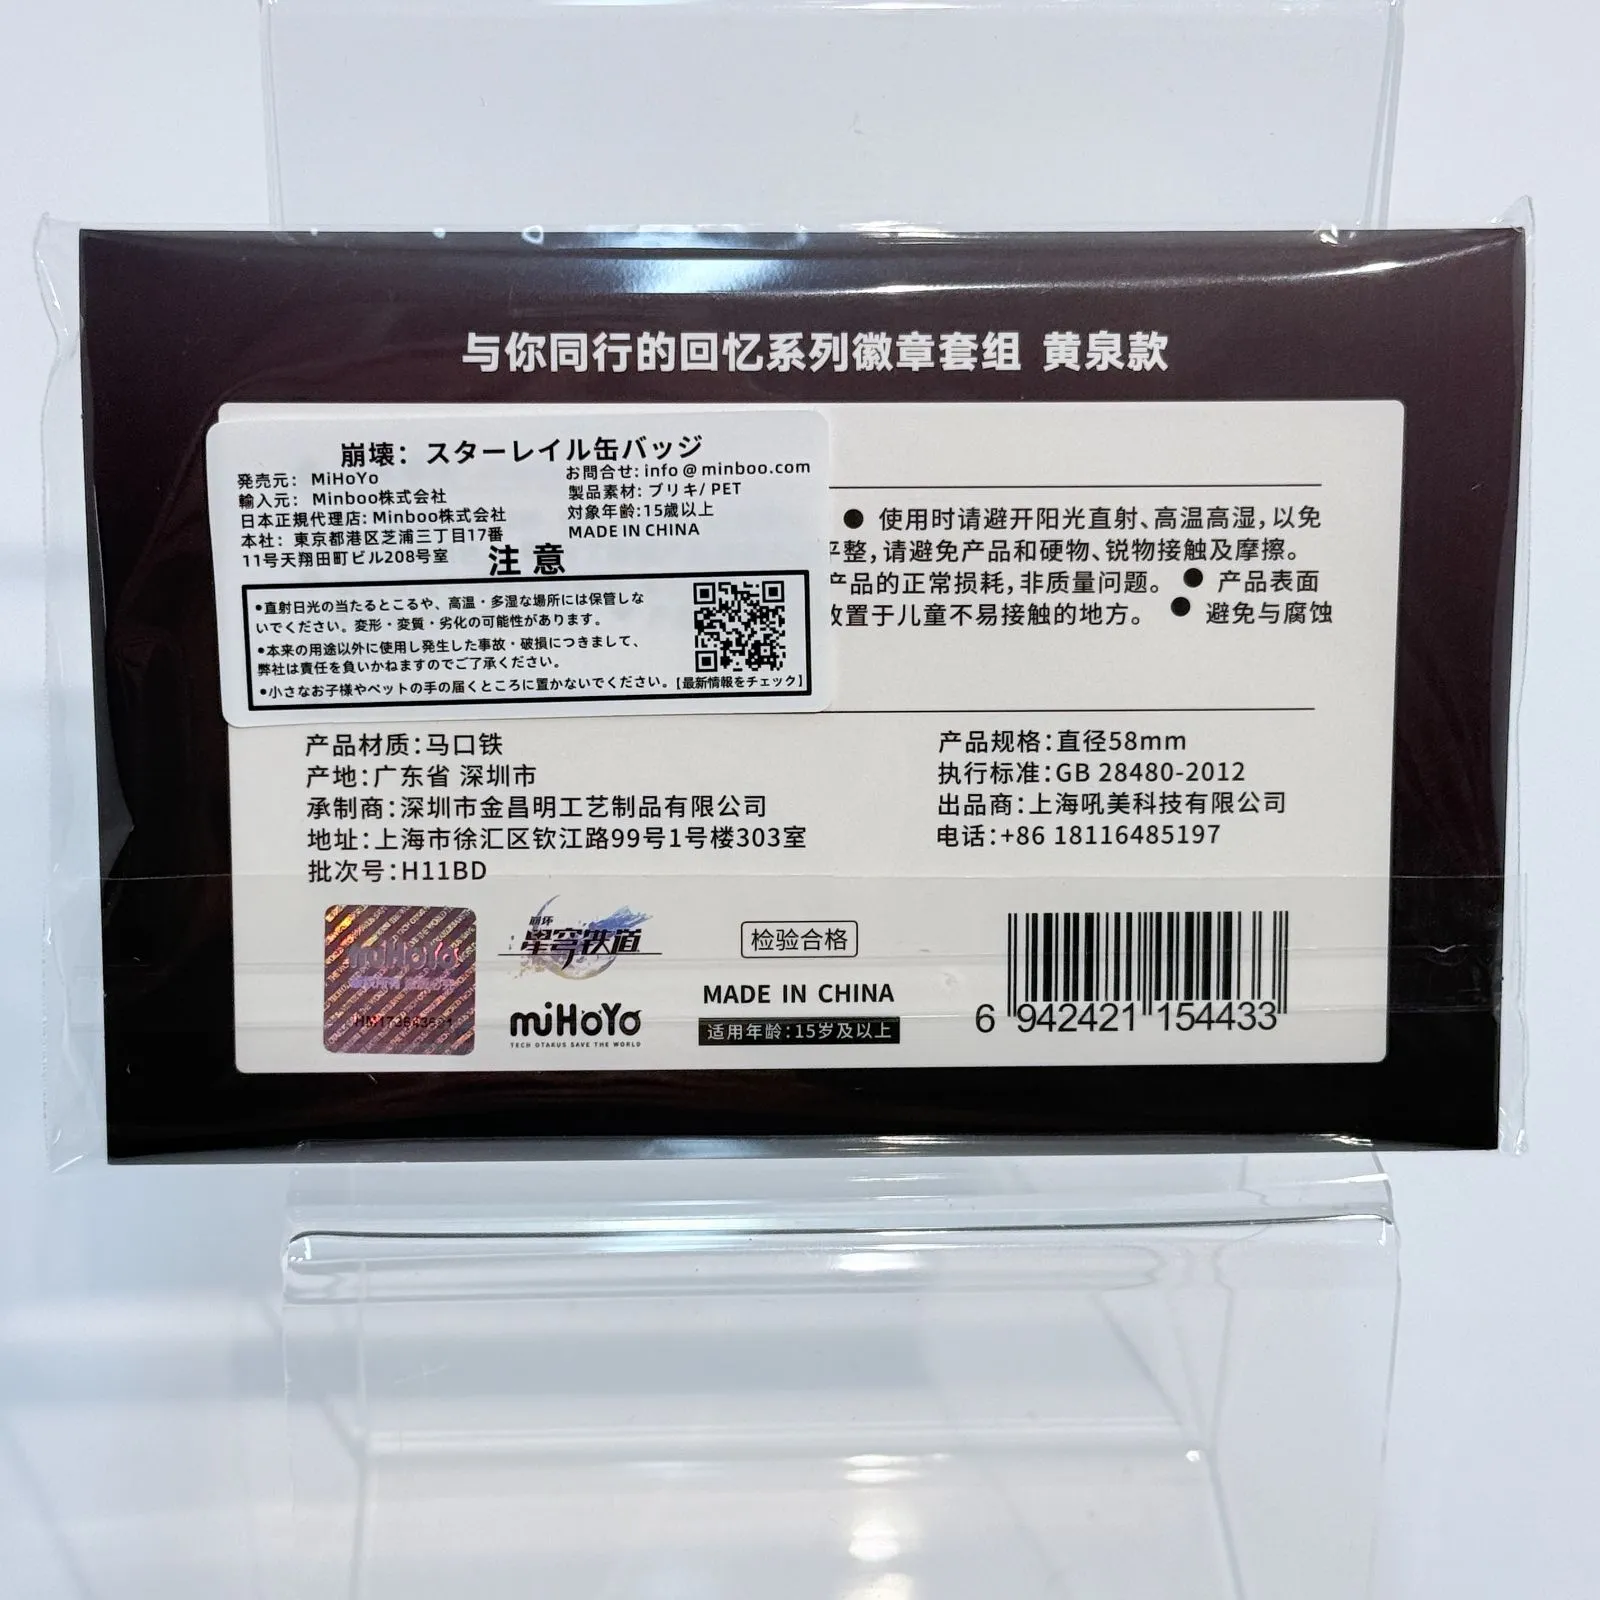 与你同行的回忆系列徽章套组 黄泉款
崩壊：スターレイル缶バッジ
発売元： MiHoYo
輸入元： Minboo株式会社
日本正規代理店: Minboo株式会社
本社： 東京都港区芝浦三丁目17番
11号天翔田町ビル208号室
お問合せ: info@minboo.com
製品素材: ブリキ/ PET
対象年齢:15歳以上
MADE IN CHINA
注意
•直射日光の当たるところや、高温・多湿な場所には保管しな
いでください。変形・変質・劣化の可能性があります。
•本来の用途以外に使用し発生した事故・破損につきまして、
弊社は責任を負いかねますのでご了承ください。
•小さなお子様やペットの手の届くところに置かないでください。【最新情報をチェック】
● 使用时请避开阳光直射、高温高湿，以免
平整，请避免产品和硬物、锐物接触及摩擦。
产品的正常损耗，非质量问题。 ● 产品表面
放置于儿童不易接触的地方。 ● 避免与腐蚀
产品材质：马口铁
产地：广东省 深圳市
承制商：深圳市金昌明工艺制品有限公司
地址：上海市徐汇区钦江路99号1号楼303室
批次号：H11BD
产品规格：直径58mm
执行标准：GB 28480-2012
出品商：上海吼美科技有限公司
电话：+86 18116485197
miHoYo
崩坏
星穹铁道
miHoYo
TECH OTAKUS SAVE THE WORLD
检验合格
MADE IN CHINA
适用年龄：15岁及以上
6 942421 154433